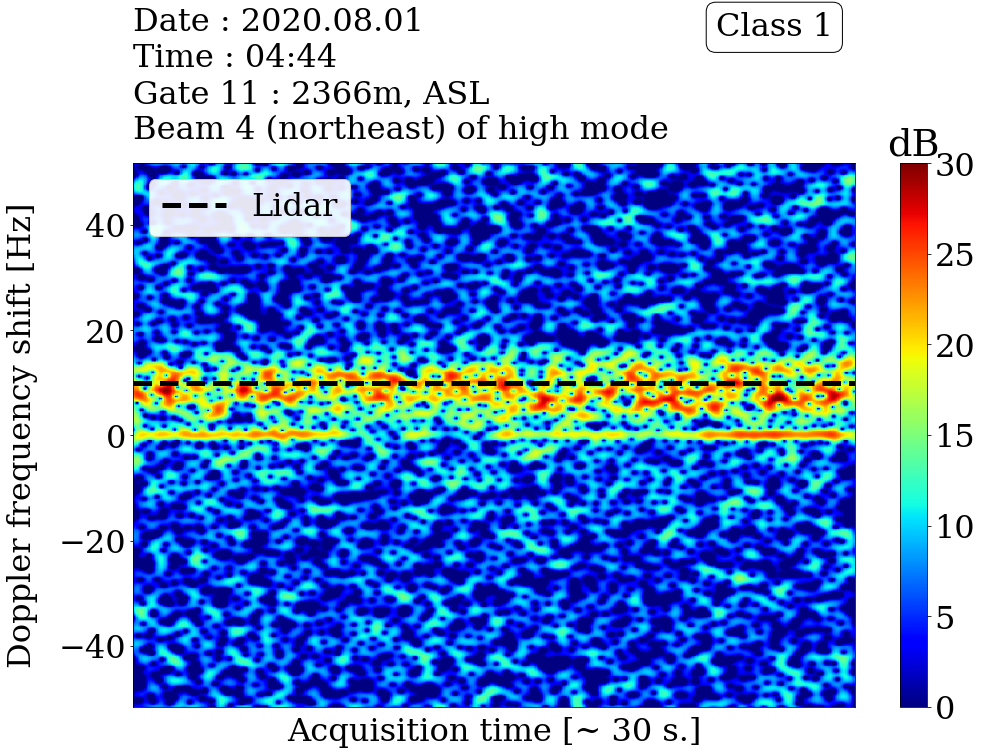 Date : 2020.08.01
Time : 04:44
Gate 11 : 2366m, ASL
Beam 4 (northeast) of high mode
Class 1
dB
Lidar
Doppler frequency shift [Hz]
40
20
0
−20
−40
Acquisition time [~ 30 s.]
30
25
20
15
10
5
0